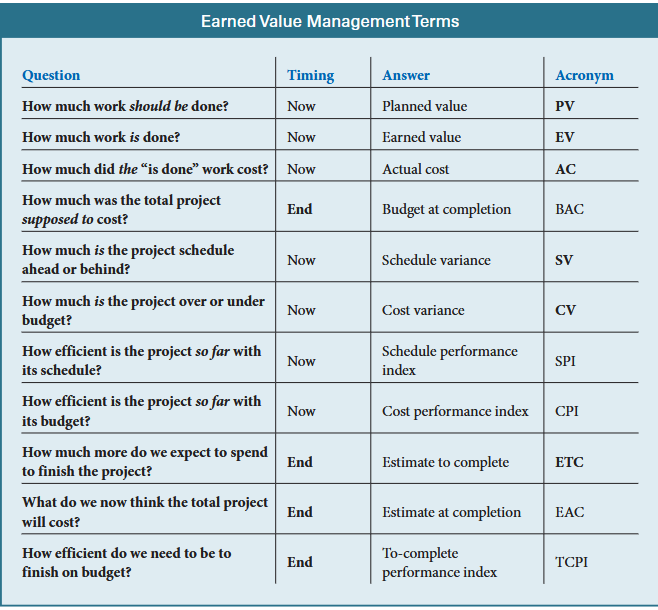 Earned Value Management Terms
Question Timing Answer Acronym
How much work should be done? Now Planned value PV
How much work is done? Now Earned value EV
How much did the “is done” work cost? Now Actual cost AC
How much was the total project
supposed to cost? End Budget at completion BAC
How much is the project schedule
ahead or behind? Now Schedule variance SV
How much is the project over or under
budget? Now Cost variance CV
How efficient is the project so far with
its schedule? Now Schedule performance
index SPI
How efficient is the project so far with
its budget? Now Cost performance index CPI
How much more do we expect to spend
to finish the project? End Estimate to complete ETC
What do we now think the total project
will cost? End Estimate at completion EAC
How efficient do we need to be to
finish on budget? End To-complete
performance index TCPI